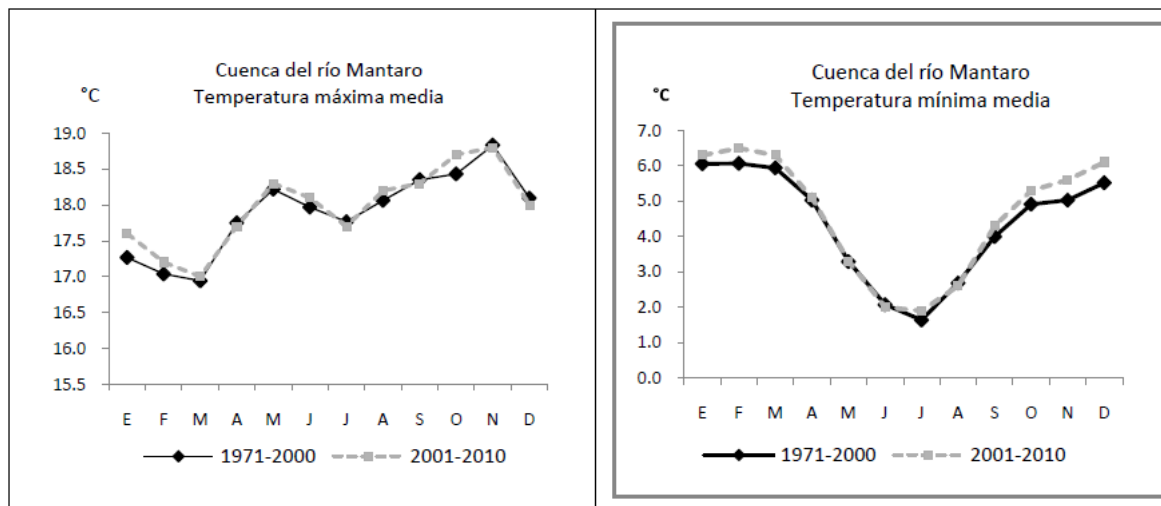 Cuenca del río Mantaro
Temperatura máxima media
°C
19.0
18.5
18.0
17.5
17.0
16.5
16.0
15.5
E F M A M J J A S O N D
1971-2000 2001-2010
Cuenca del río Mantaro
Temperatura mínima media
°C
7.0
6.0
5.0
4.0
3.0
2.0
1.0
0.0
E F M A M J J A S O N D
1971-2000 2001-2010